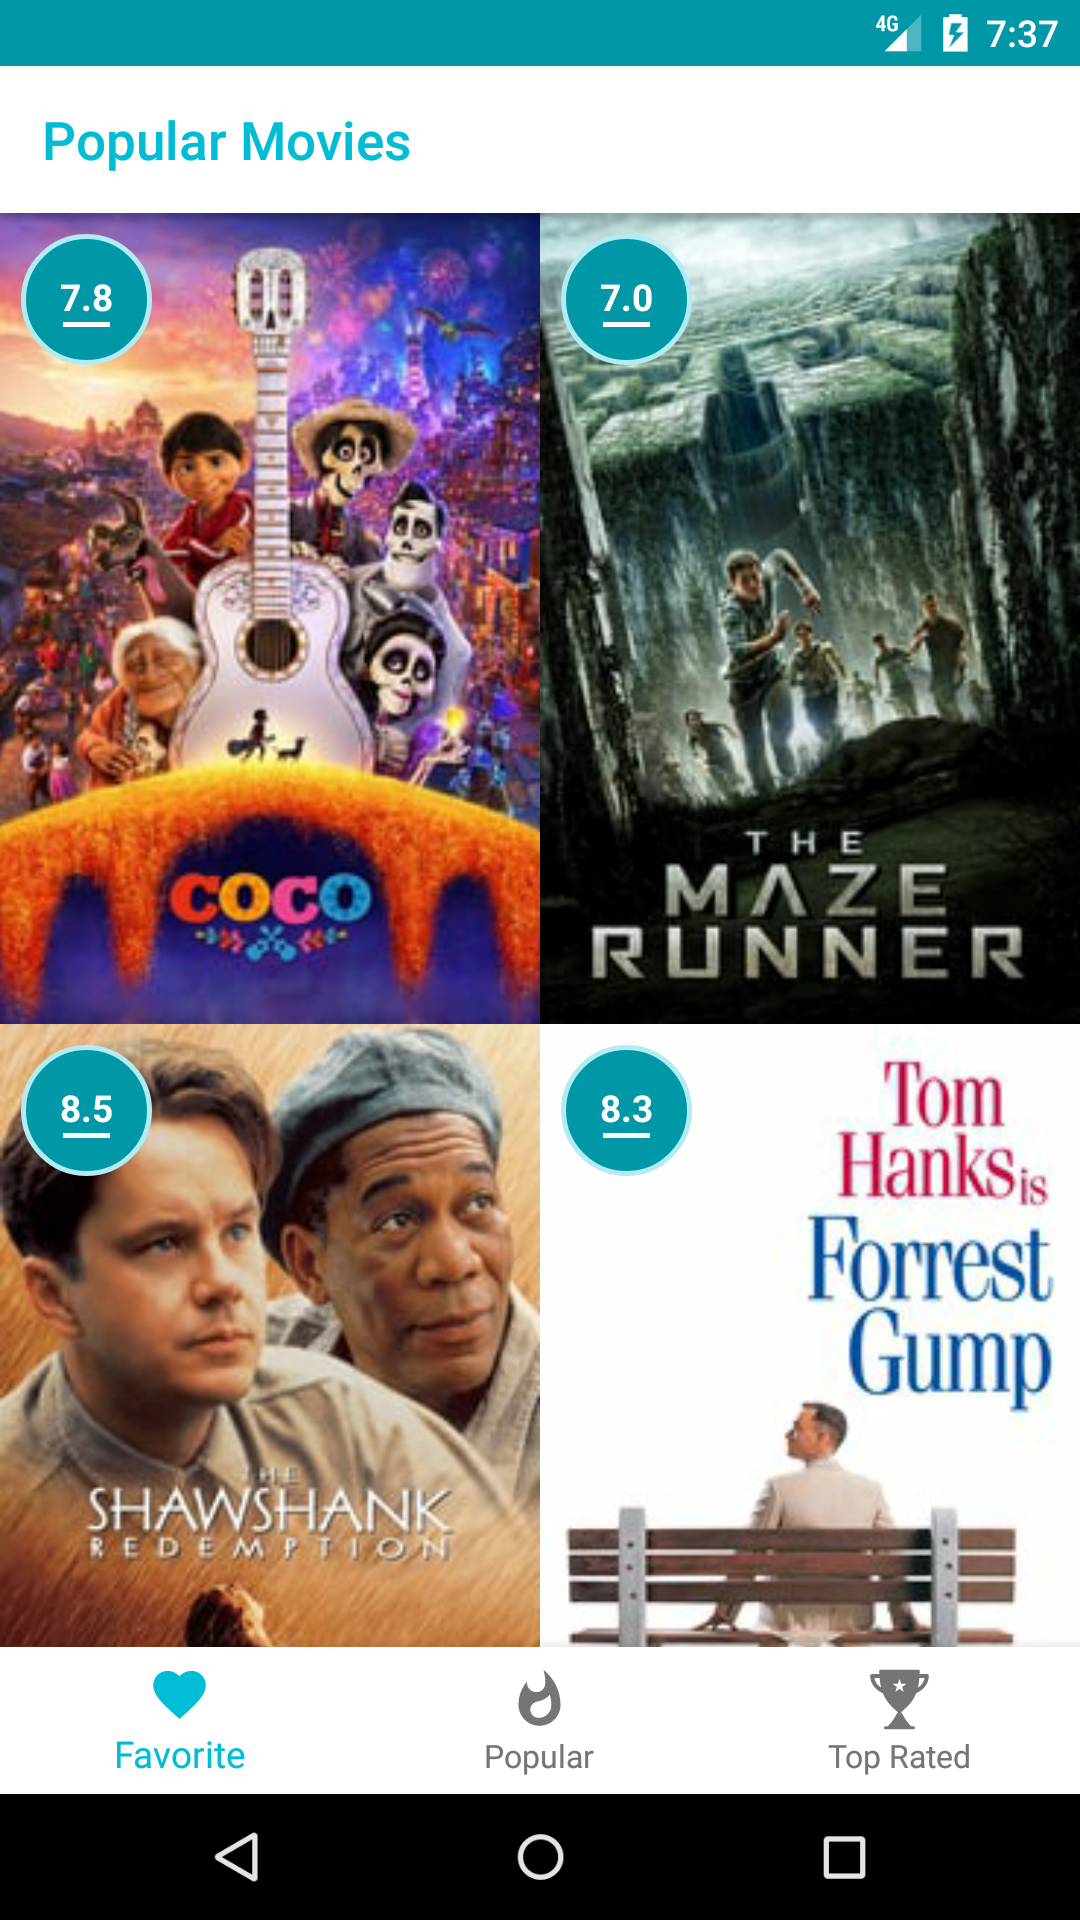 4G 7:37
Popular Movies
7.8
COCO
7.0
THE
MAZE
RUNNER
8.5
THE
SHAWSHANK
REDEMPTION
8.3
Tom
Hanks is
Forrest
Gump
Favorite
Popular
Top Rated